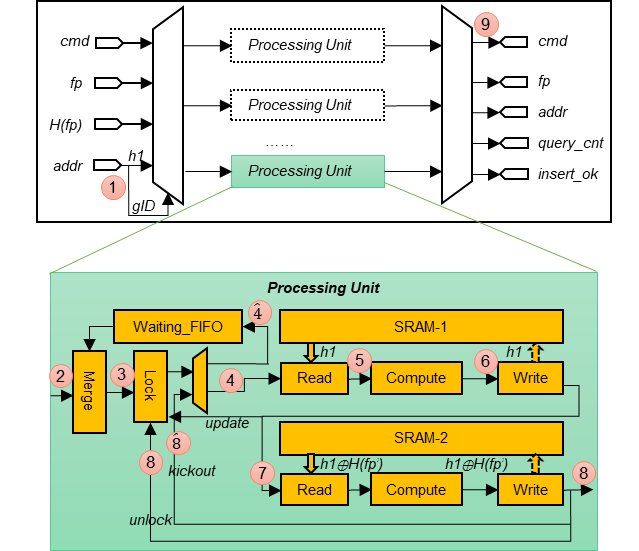 9
cmd
Processing Unit
cmd
fp
fp
Processing Unit
H(fp)
addr
h1
......
query_cnt
addr
Processing Unit
insert_ok
1
gID
Processing Unit
4̂
Waiting_FIFO
SRAM-1
h1
h1
2
3
4
5
6
Merge
Lock
Read
Compute
Write
update
8̂
SRAM-2
8
kickout
7
h1⊕H(fp)
h1⊕H(fp)
8
Read
Compute
Write
unlock